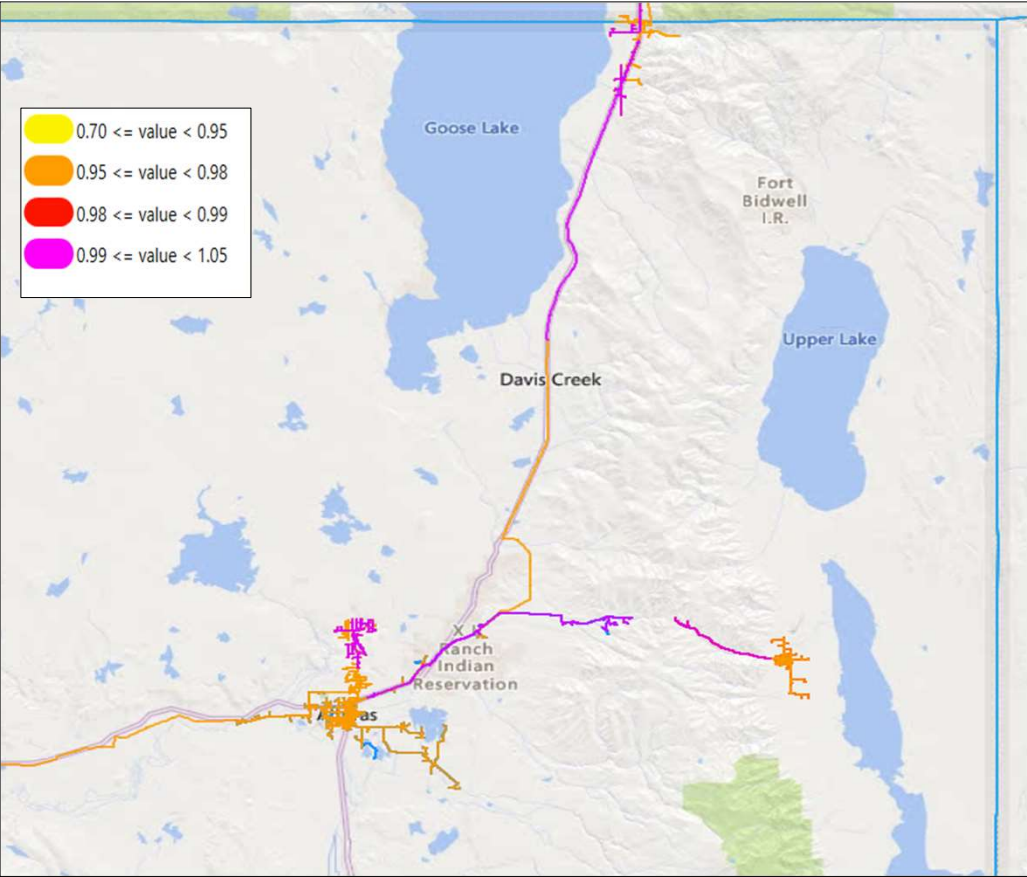 Goose Lake
0.70 <= value < 0.95
0.95 <= value < 0.98
0.98 <= value < 0.99
0.99 <= value < 1.05
Fort
Bidwell
I.R.
Upper Lake
Davis Creek
X L
Ranch
Indian
Reservation